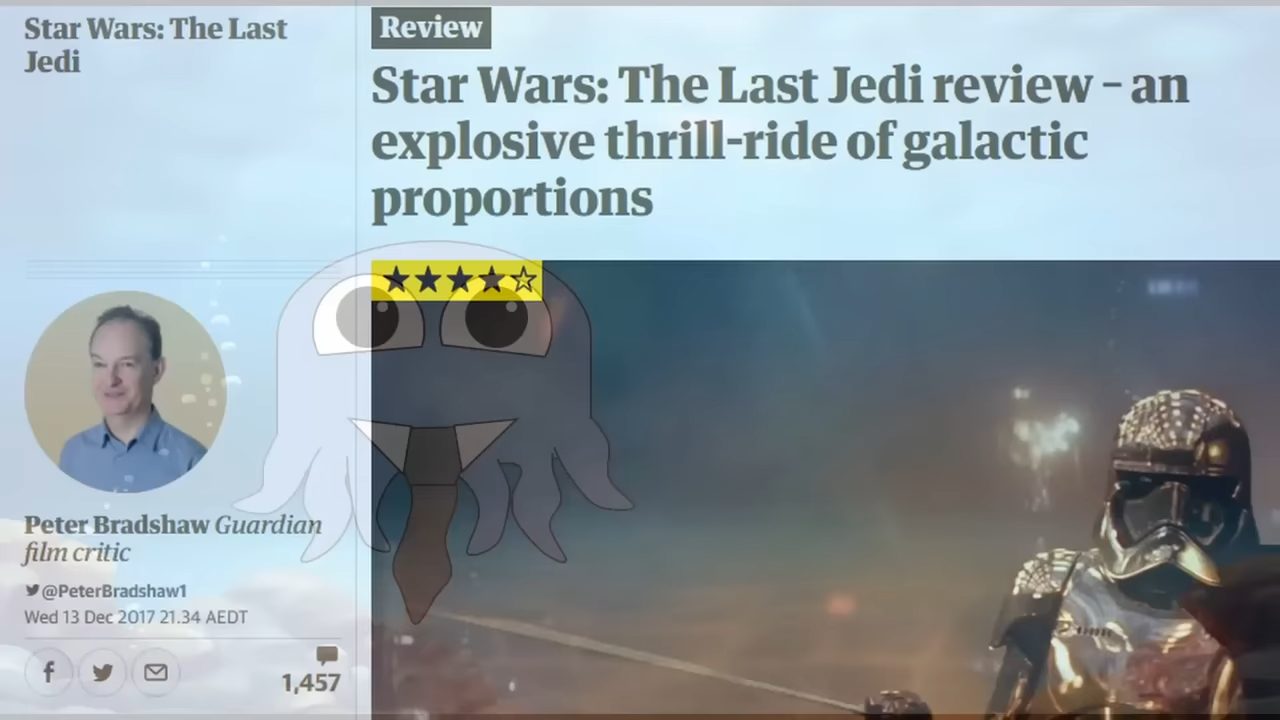 Star Wars: The Last
Jedi
Review
Star Wars: The Last Jedi review – an
explosive thrill-ride of galactic
proportions
Peter Bradshaw Guardian
film critic
@PeterBradshaw1
Wed 13 Dec 2017 21.34 AEDT
1,457